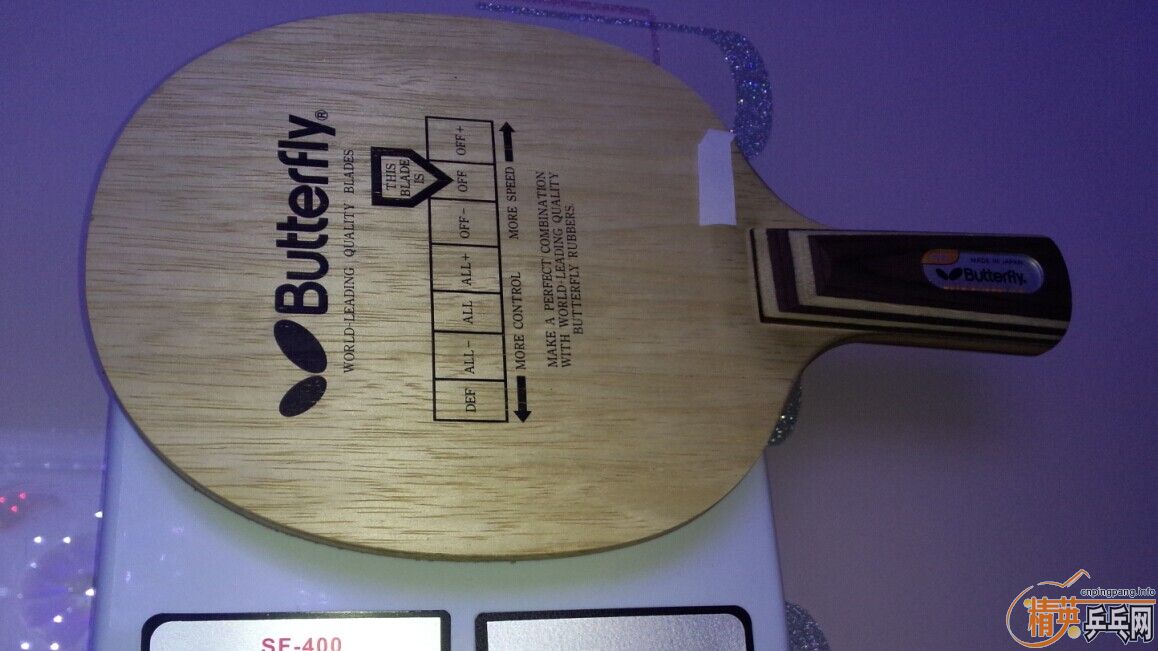 Butterfly®
WORLD-LEADING QUALITY BLADES
THIS
BLADE
IS
DEF ALL- ALL ALL+ OFF- OFF OFF+
MORE CONTROL MORE SPEED
MAKE A PERFECT COMBINATION
WITH WORLD-LEADING QUALITY
BUTTERFLY RUBBERS.
MADE IN JAPAN
Butterfly
SF-400
cnpingpang.info
精英乒乓网